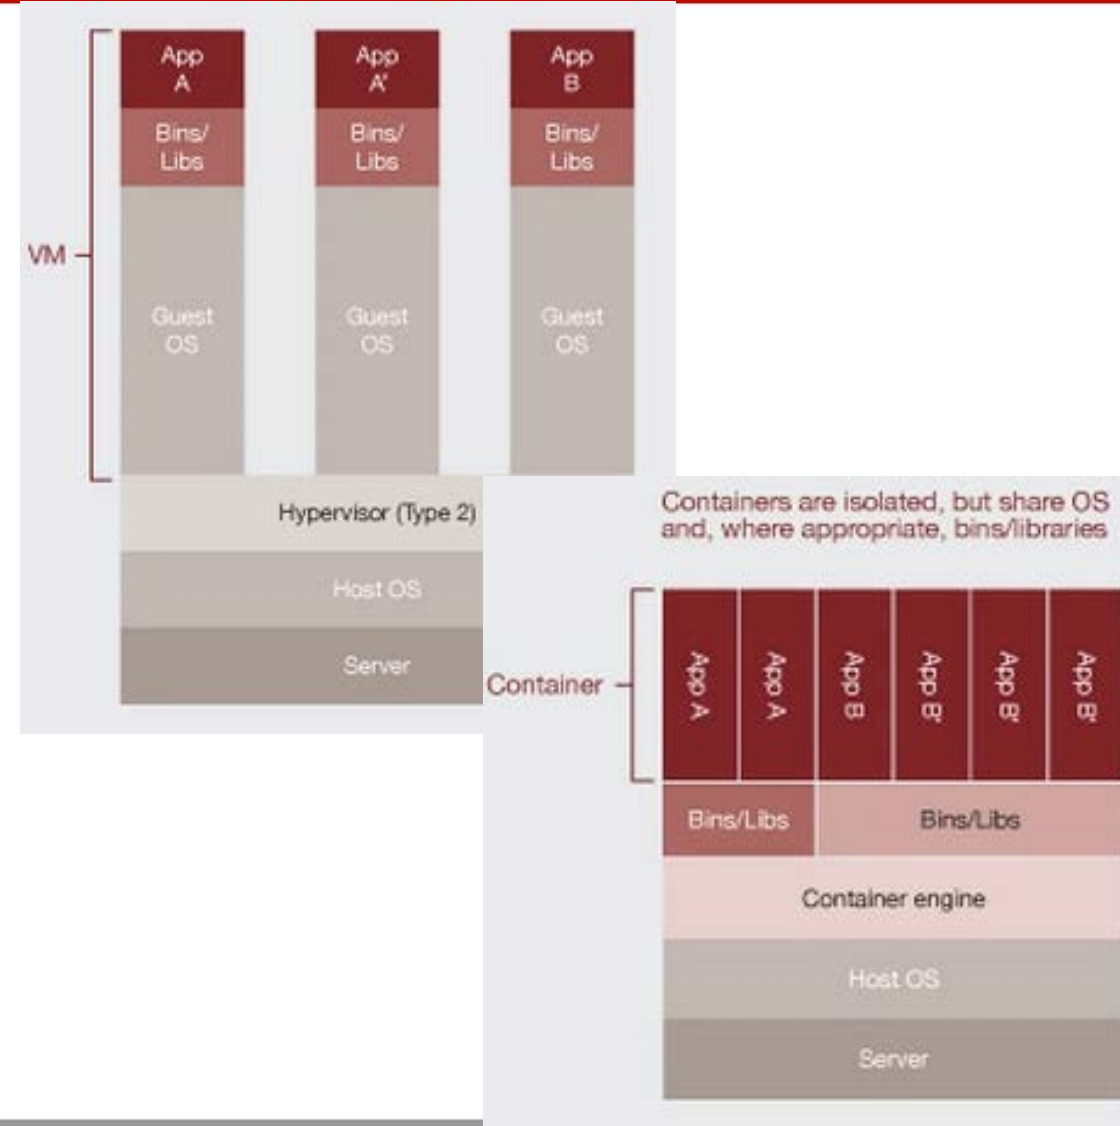 App
A
App
A'
App
B
Bins/
Libs
Bins/
Libs
Bins/
Libs
VM
Guest
OS
Guest
OS
Guest
OS
Hypervisor (Type 2)
Host OS
Server
Containers are isolated, but share OS
and, where appropriate, bins/libraries
Container
App A
App A
App B
App B'
App B'
App B'
Bins/Libs
Bins/Libs
Container engine
Host OS
Server